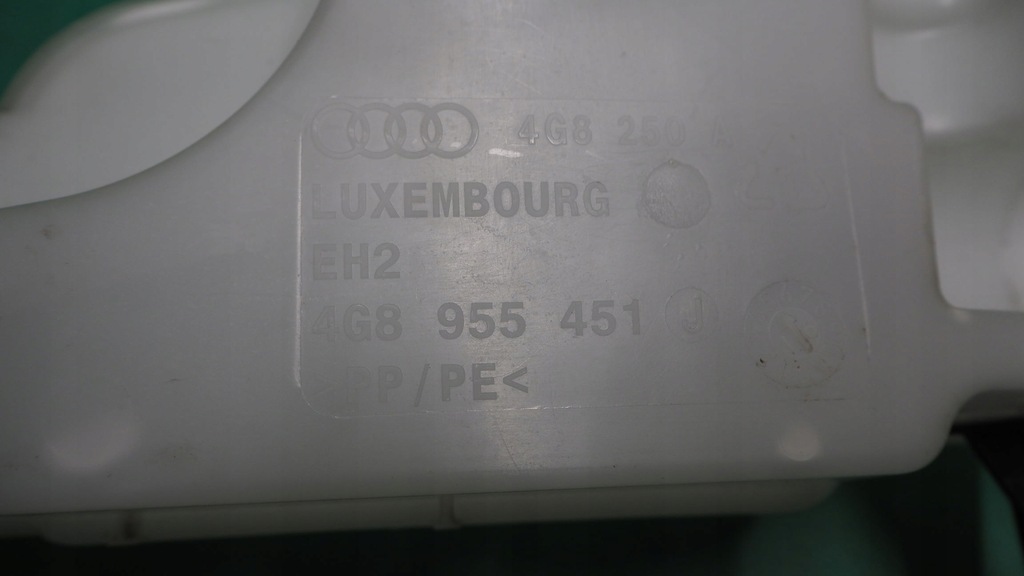 4G8 250 A
LUXEMBOURG
EH2
4G8 955 451 J
>PP/PE<